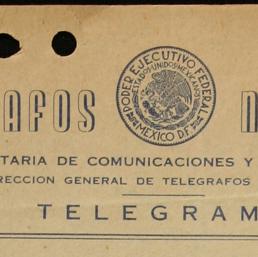 PODER EJECUTIVO FEDERAL
ESTADOS UNIDOS MEXICANOS
MEXICO D.F.
AFOS N
TARIA DE COMUNICACIONES Y
RECCION GENERAL DE TELEGRAFOS
TELEGRAM